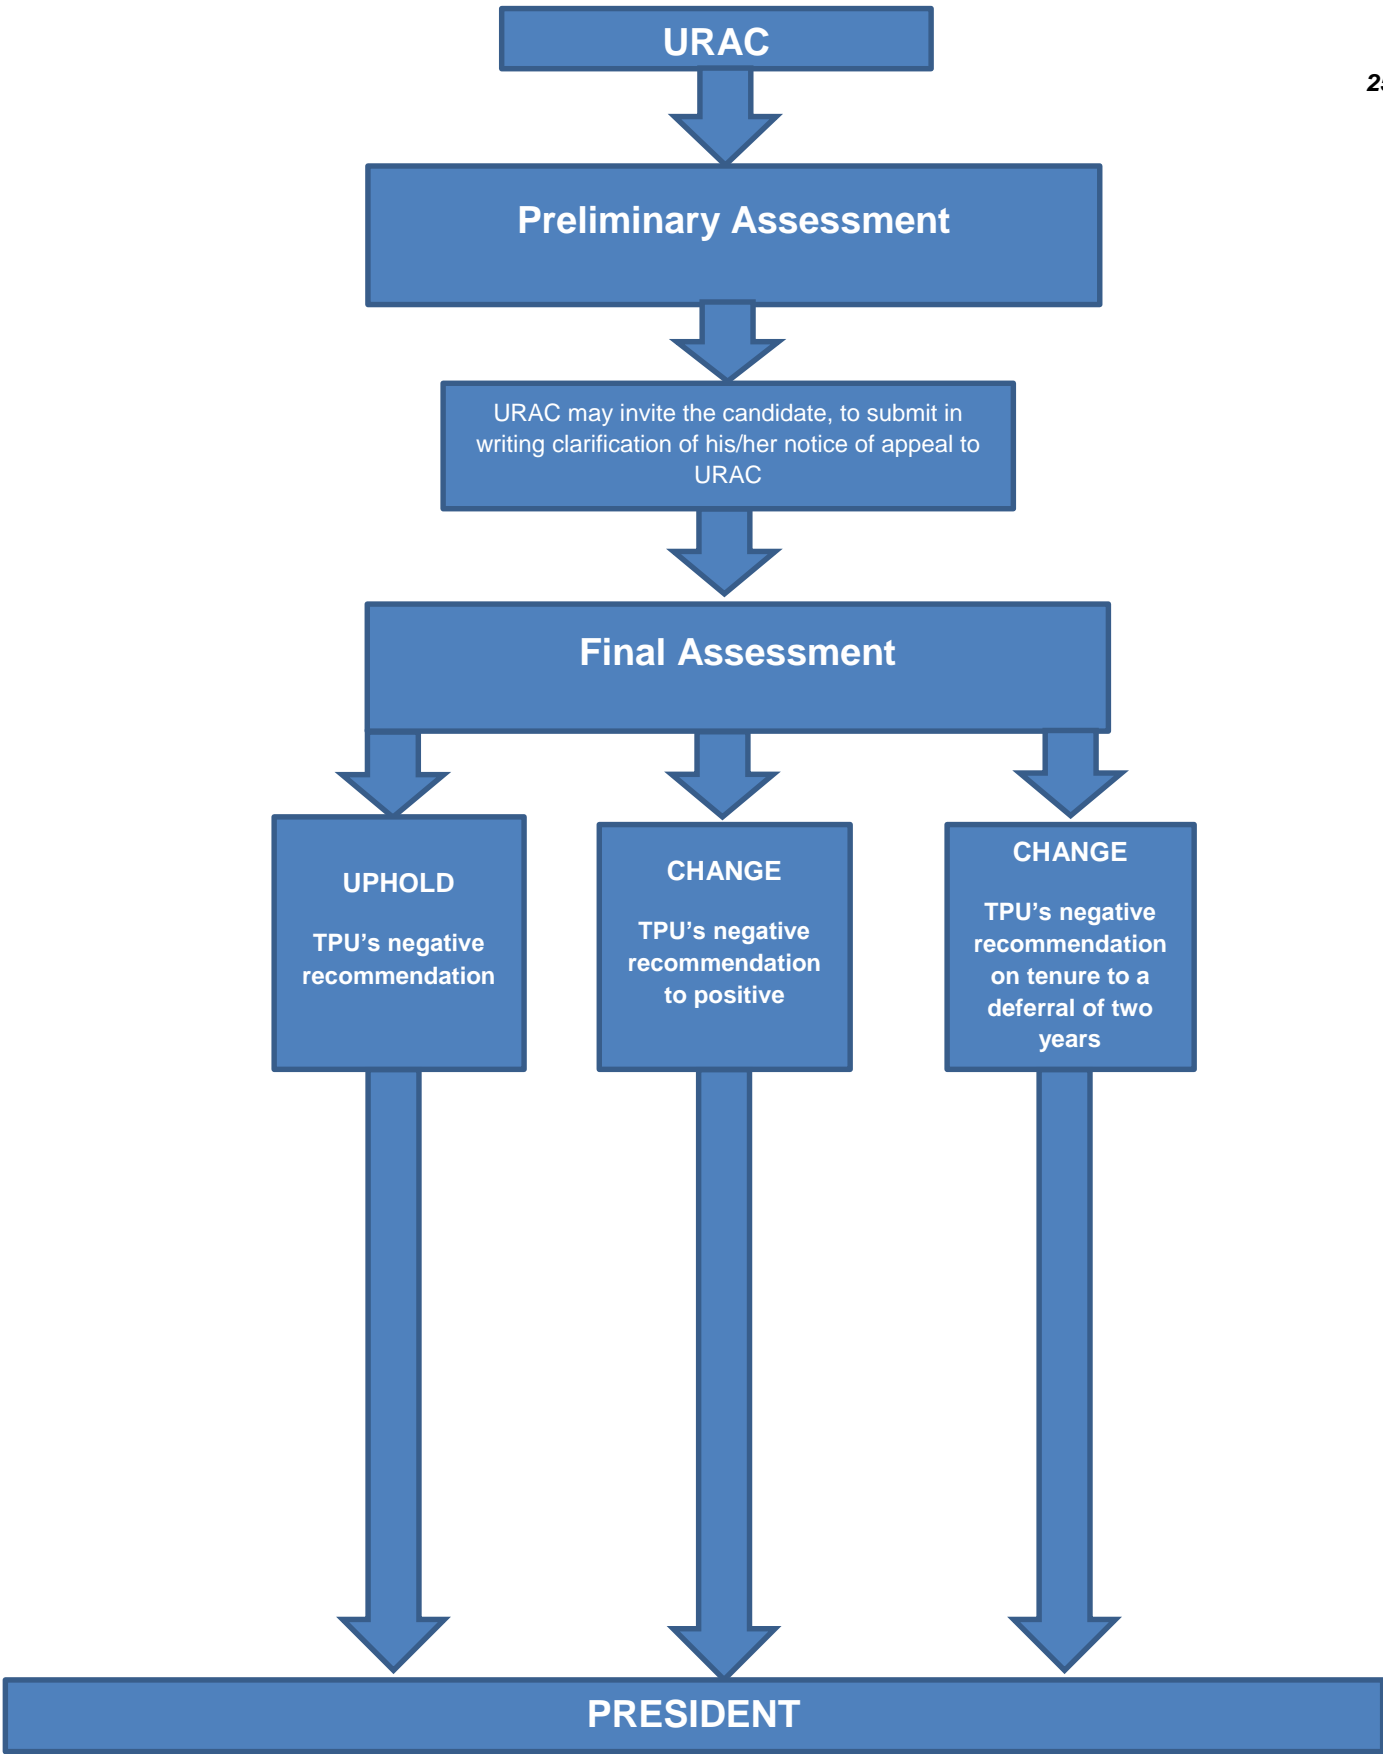 URAC
Preliminary Assessment
URAC may invite the candidate, to submit in
writing clarification of his/her notice of appeal to
URAC
Final Assessment
UPHOLD
TPU’s negative
recommendation
CHANGE
TPU’s negative
recommendation
to positive
CHANGE
TPU’s negative
recommendation
on tenure to a
deferral of two
years
PRESIDENT